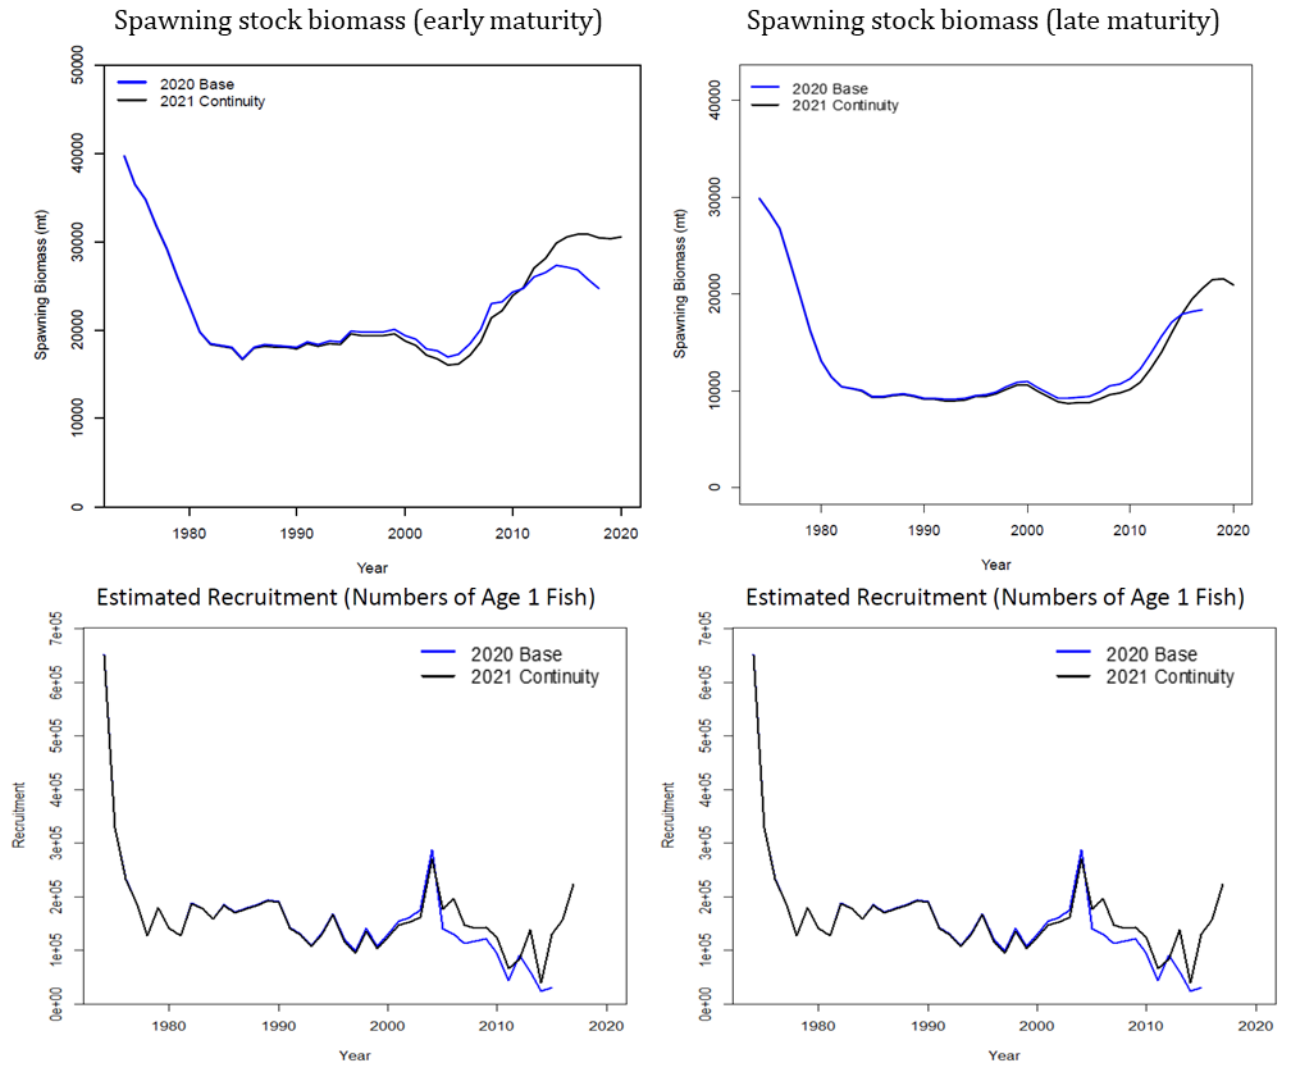 Spawning stock biomass (early maturity)
Spawning stock biomass (late maturity)
50000
40000
30000
20000
10000
0
Spawning Biomass (mt)
2020 Base
2021 Continuity
1980 1990 2000 2010 2020
Year
40000
30000
20000
10000
0
Spawning Biomass (mt)
2020 Base
2021 Continuity
1980 1990 2000 2010 2020
Year
Estimated Recruitment (Numbers of Age 1 Fish)
Estimated Recruitment (Numbers of Age 1 Fish)
7e+05
6e+05
5e+05
4e+05
3e+05
2e+05
1e+05
0e+00
Recruitment
2020 Base
2021 Continuity
1980 1990 2000 2010 2020
Year
7e+05
6e+05
5e+05
4e+05
3e+05
2e+05
1e+05
0e+00
Recruitment
2020 Base
2021 Continuity
1980 1990 2000 2010 2020
Year